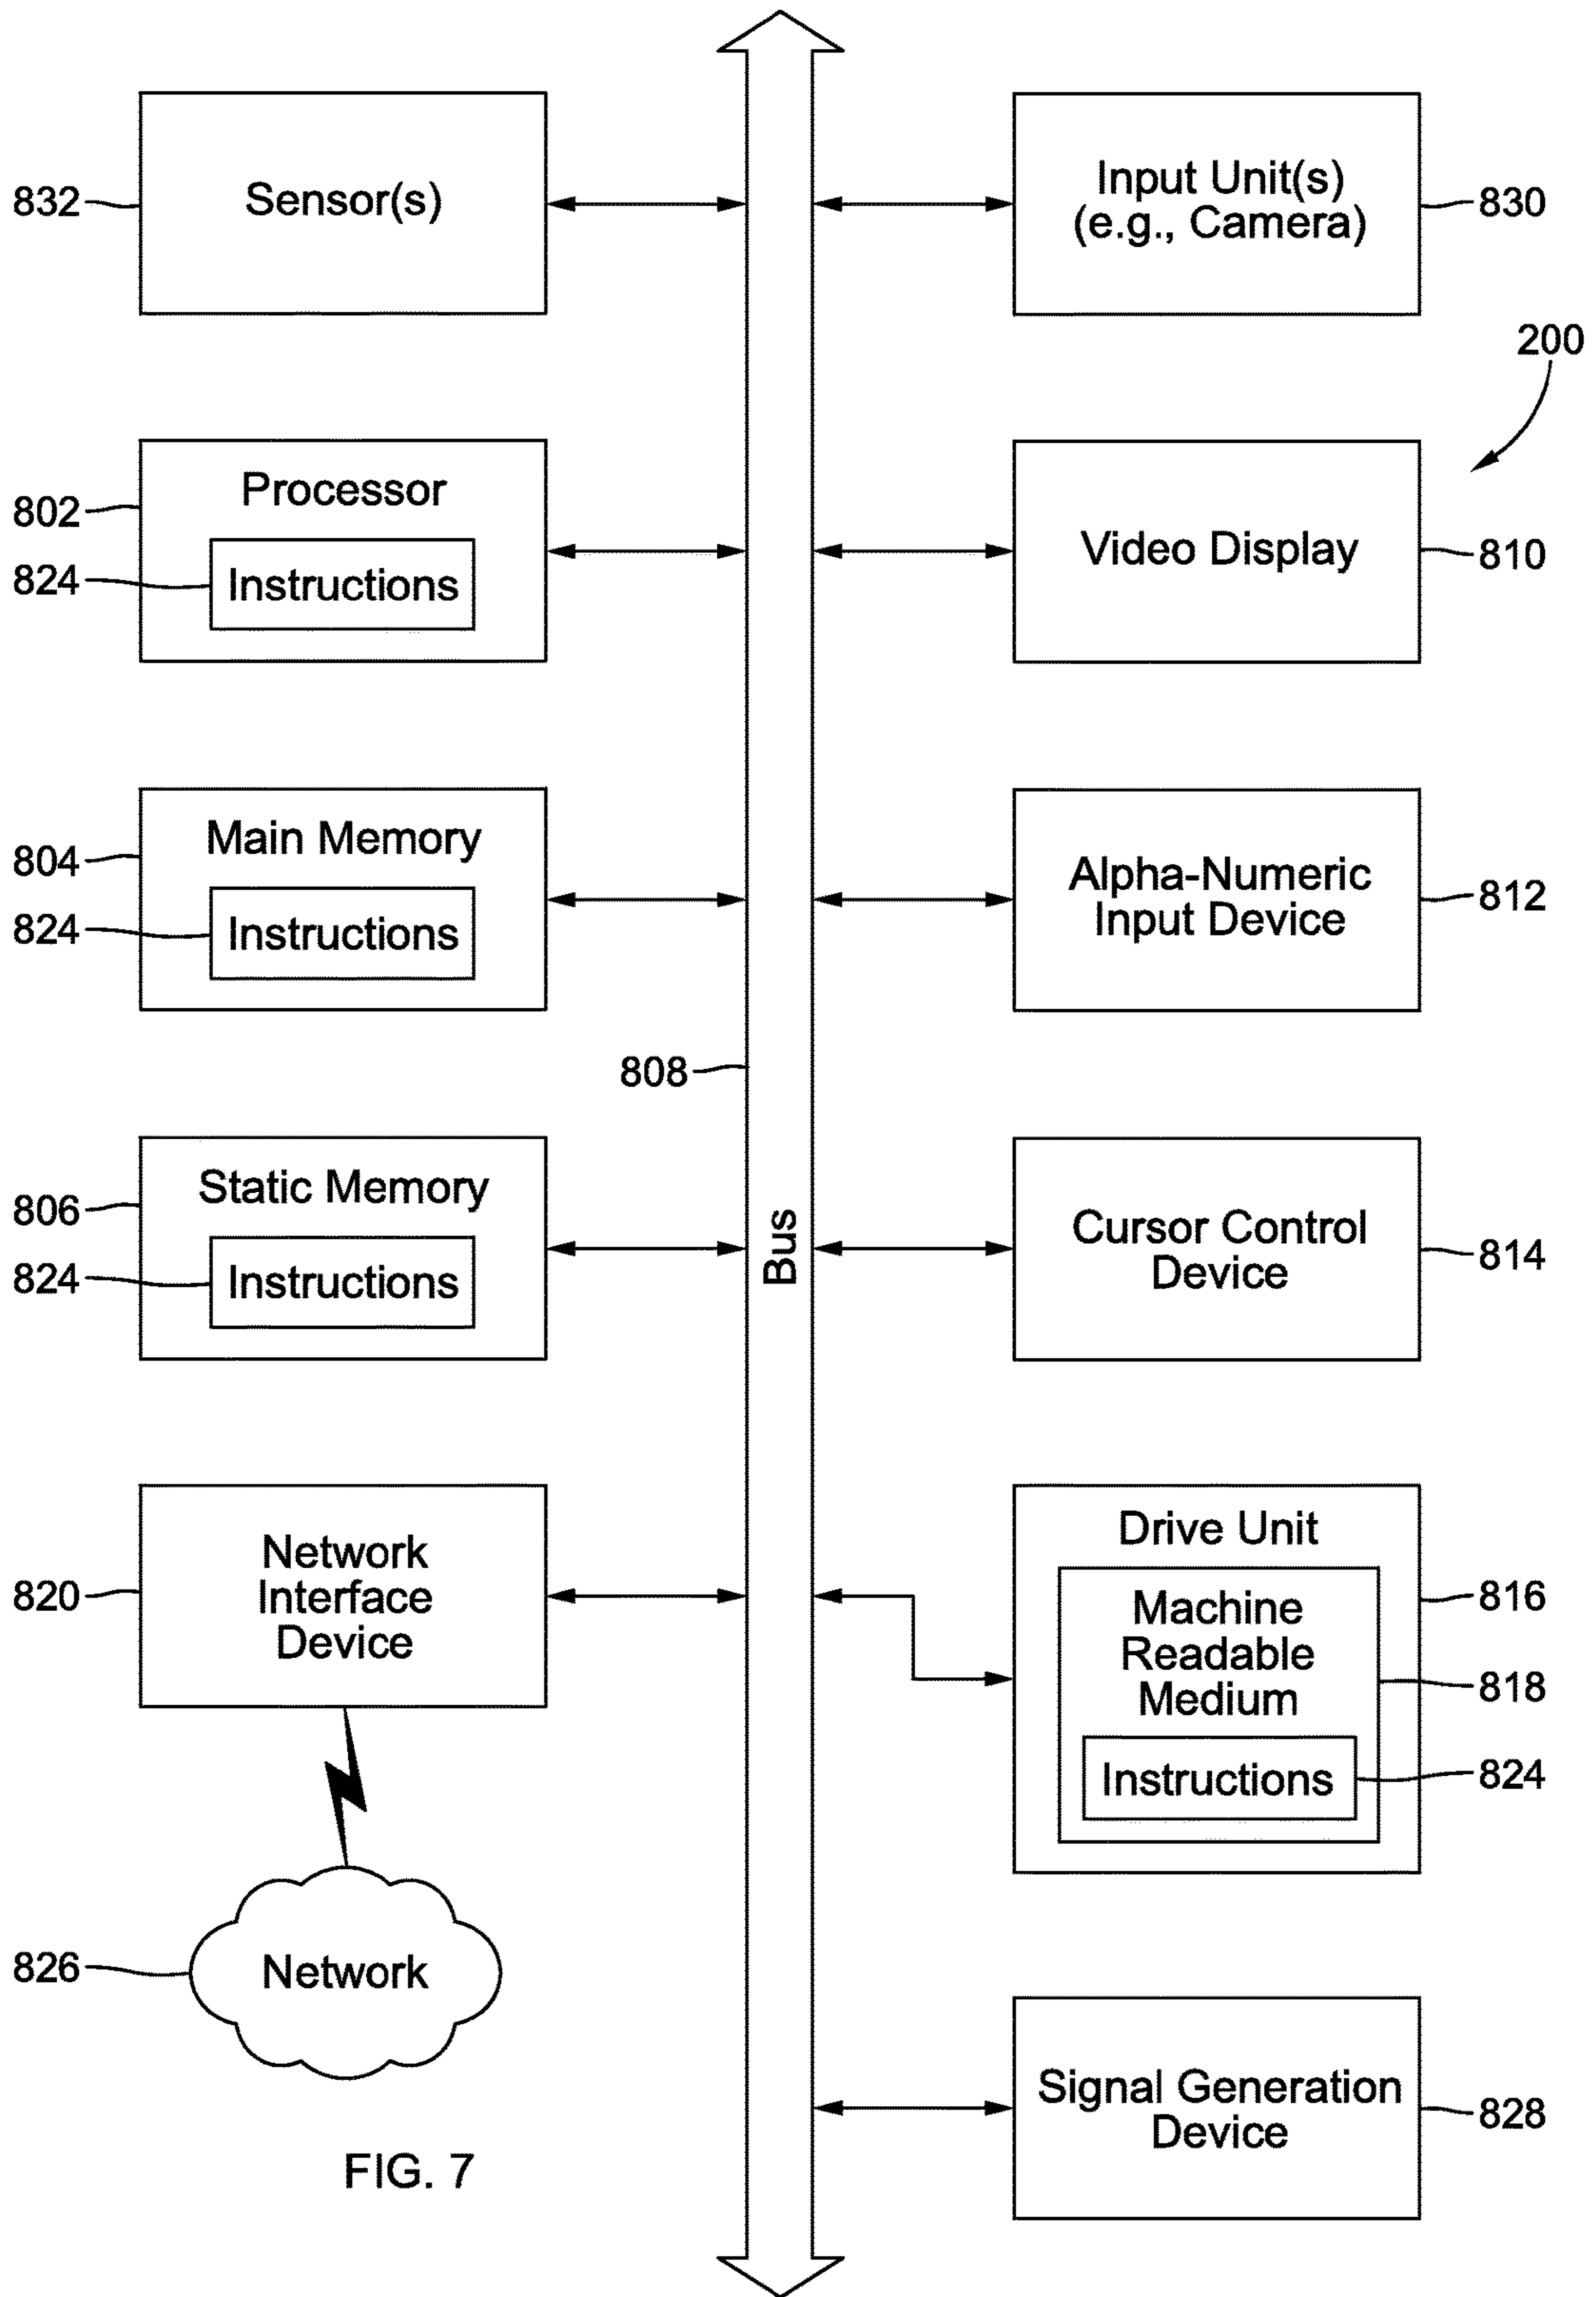 832
Sensor(s)
Input Unit(s)
(e.g., Camera)
830
200
802
Processor
824
Instructions
Video Display
810
804
Main Memory
824
Instructions
Alpha-Numeric
Input Device
812
808
806
Static Memory
824
Instructions
Bus
Cursor Control
Device
814
820
Network
Interface
Device
Drive Unit
816
Machine
Readable
Medium
818
Instructions
824
826
Network
Signal Generation
Device
828
FIG. 7